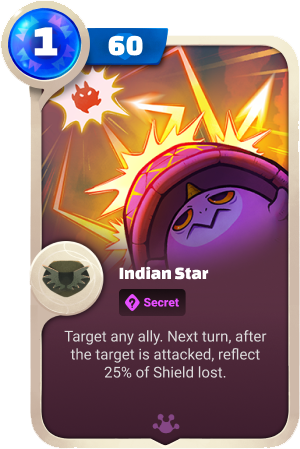 1
60
Indian Star
Secret
Target any ally. Next turn, after
the target is attacked, reflect
25% of Shield lost.